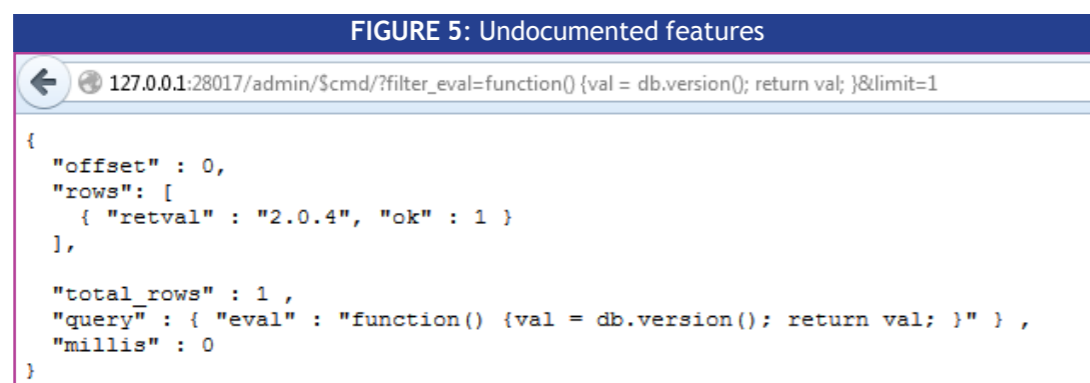 FIGURE 5: Undocumented features
127.0.0.1:28017/admin/$cmd/?filter_eval=function() {val = db.version(); return val; }&limit=1
{
"offset" : 0,
"rows": [
{ "retval" : "2.0.4", "ok" : 1 }
],
"total_rows" : 1 ,
"query" : { "eval" : "function() {val = db.version(); return val; }" } ,
"millis" : 0
}